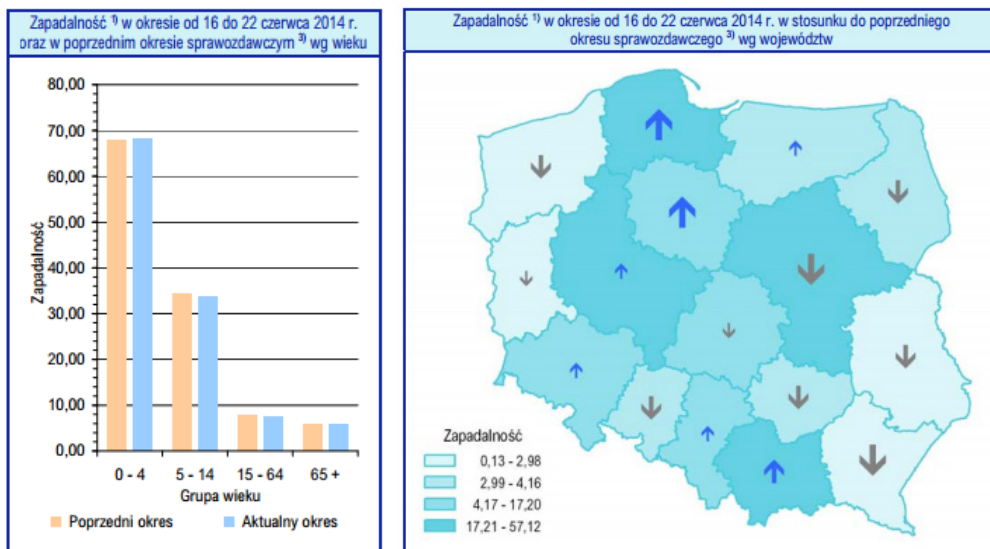 Zapadalność ¹⁾ w okresie od 16 do 22 czerwca 2014 r.
oraz w poprzednim okresie sprawozdawczym ³⁾ wg wieku
80,00
70,00
60,00
50,00
40,00
30,00
20,00
10,00
0,00
Zapadalność
0 - 4
5 - 14
15 - 64
65 +
Grupa wieku
Poprzedni okres
Aktualny okres
Zapadalność ¹⁾ w okresie od 16 do 22 czerwca 2014 r. w stosunku do poprzedniego
okresu sprawozdawczego ³⁾ wg województw
Zapadalność
0,13 - 2,98
2,99 - 4,16
4,17 - 17,20
17,21 - 57,12